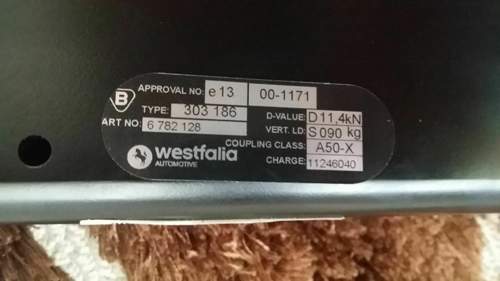 B
APPROVAL NO: e 13 00-1171
TYPE: 303 186 D-VALUE: D 11,4kN
ART NO: 6 782 128 VERT. LD: S 090 kg
COUPLING CLASS: A50-X
westfalia CHARGE: 11246040
AUTOMOTIVE